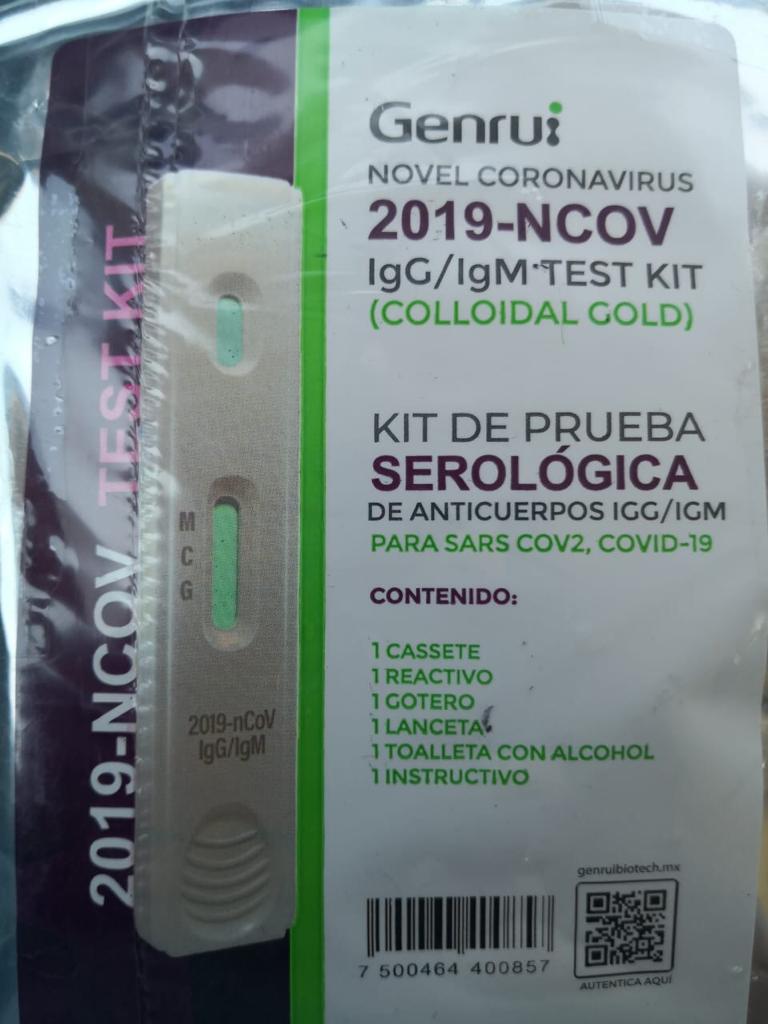 Genrui
NOVEL CORONAVIRUS
2019-NCOV
IgG/IgM TEST KIT
(COLLOIDAL GOLD)
KIT DE PRUEBA
SEROLÓGICA
DE ANTICUERPOS IGG/IGM
PARA SARS COV2, COVID-19
CONTENIDO:
1 CASSETE
1 REACTIVO
1 GOTERO
1 LANCETA
1 TOALLETA CON ALCOHOL
1 INSTRUCTIVO
genruibiotech.mx
7 500464 400857
AUTENTICA AQUÍ
2019-NCOV TEST KIT
M
C
G
2019-nCoV
IgG/IgM